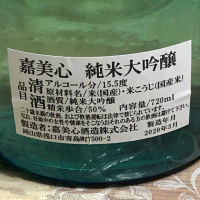 嘉美心 純米大吟醸
品目 清酒
アルコール分/15.5度
原材料名/米(国産)・米こうじ(国産米)
酒質/純米大吟醸
精米歩合/50% 内容量/720ml
製造者:嘉美心酒造株式会社
岡山県浅口市寄島町7500-2
製造年月
2020年3月